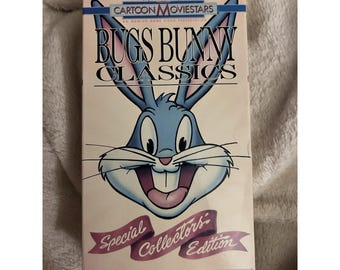 CARTOON MOVIESTARS
BUGS BUNNY
CLASSICS
Special
Collectors'
Edition